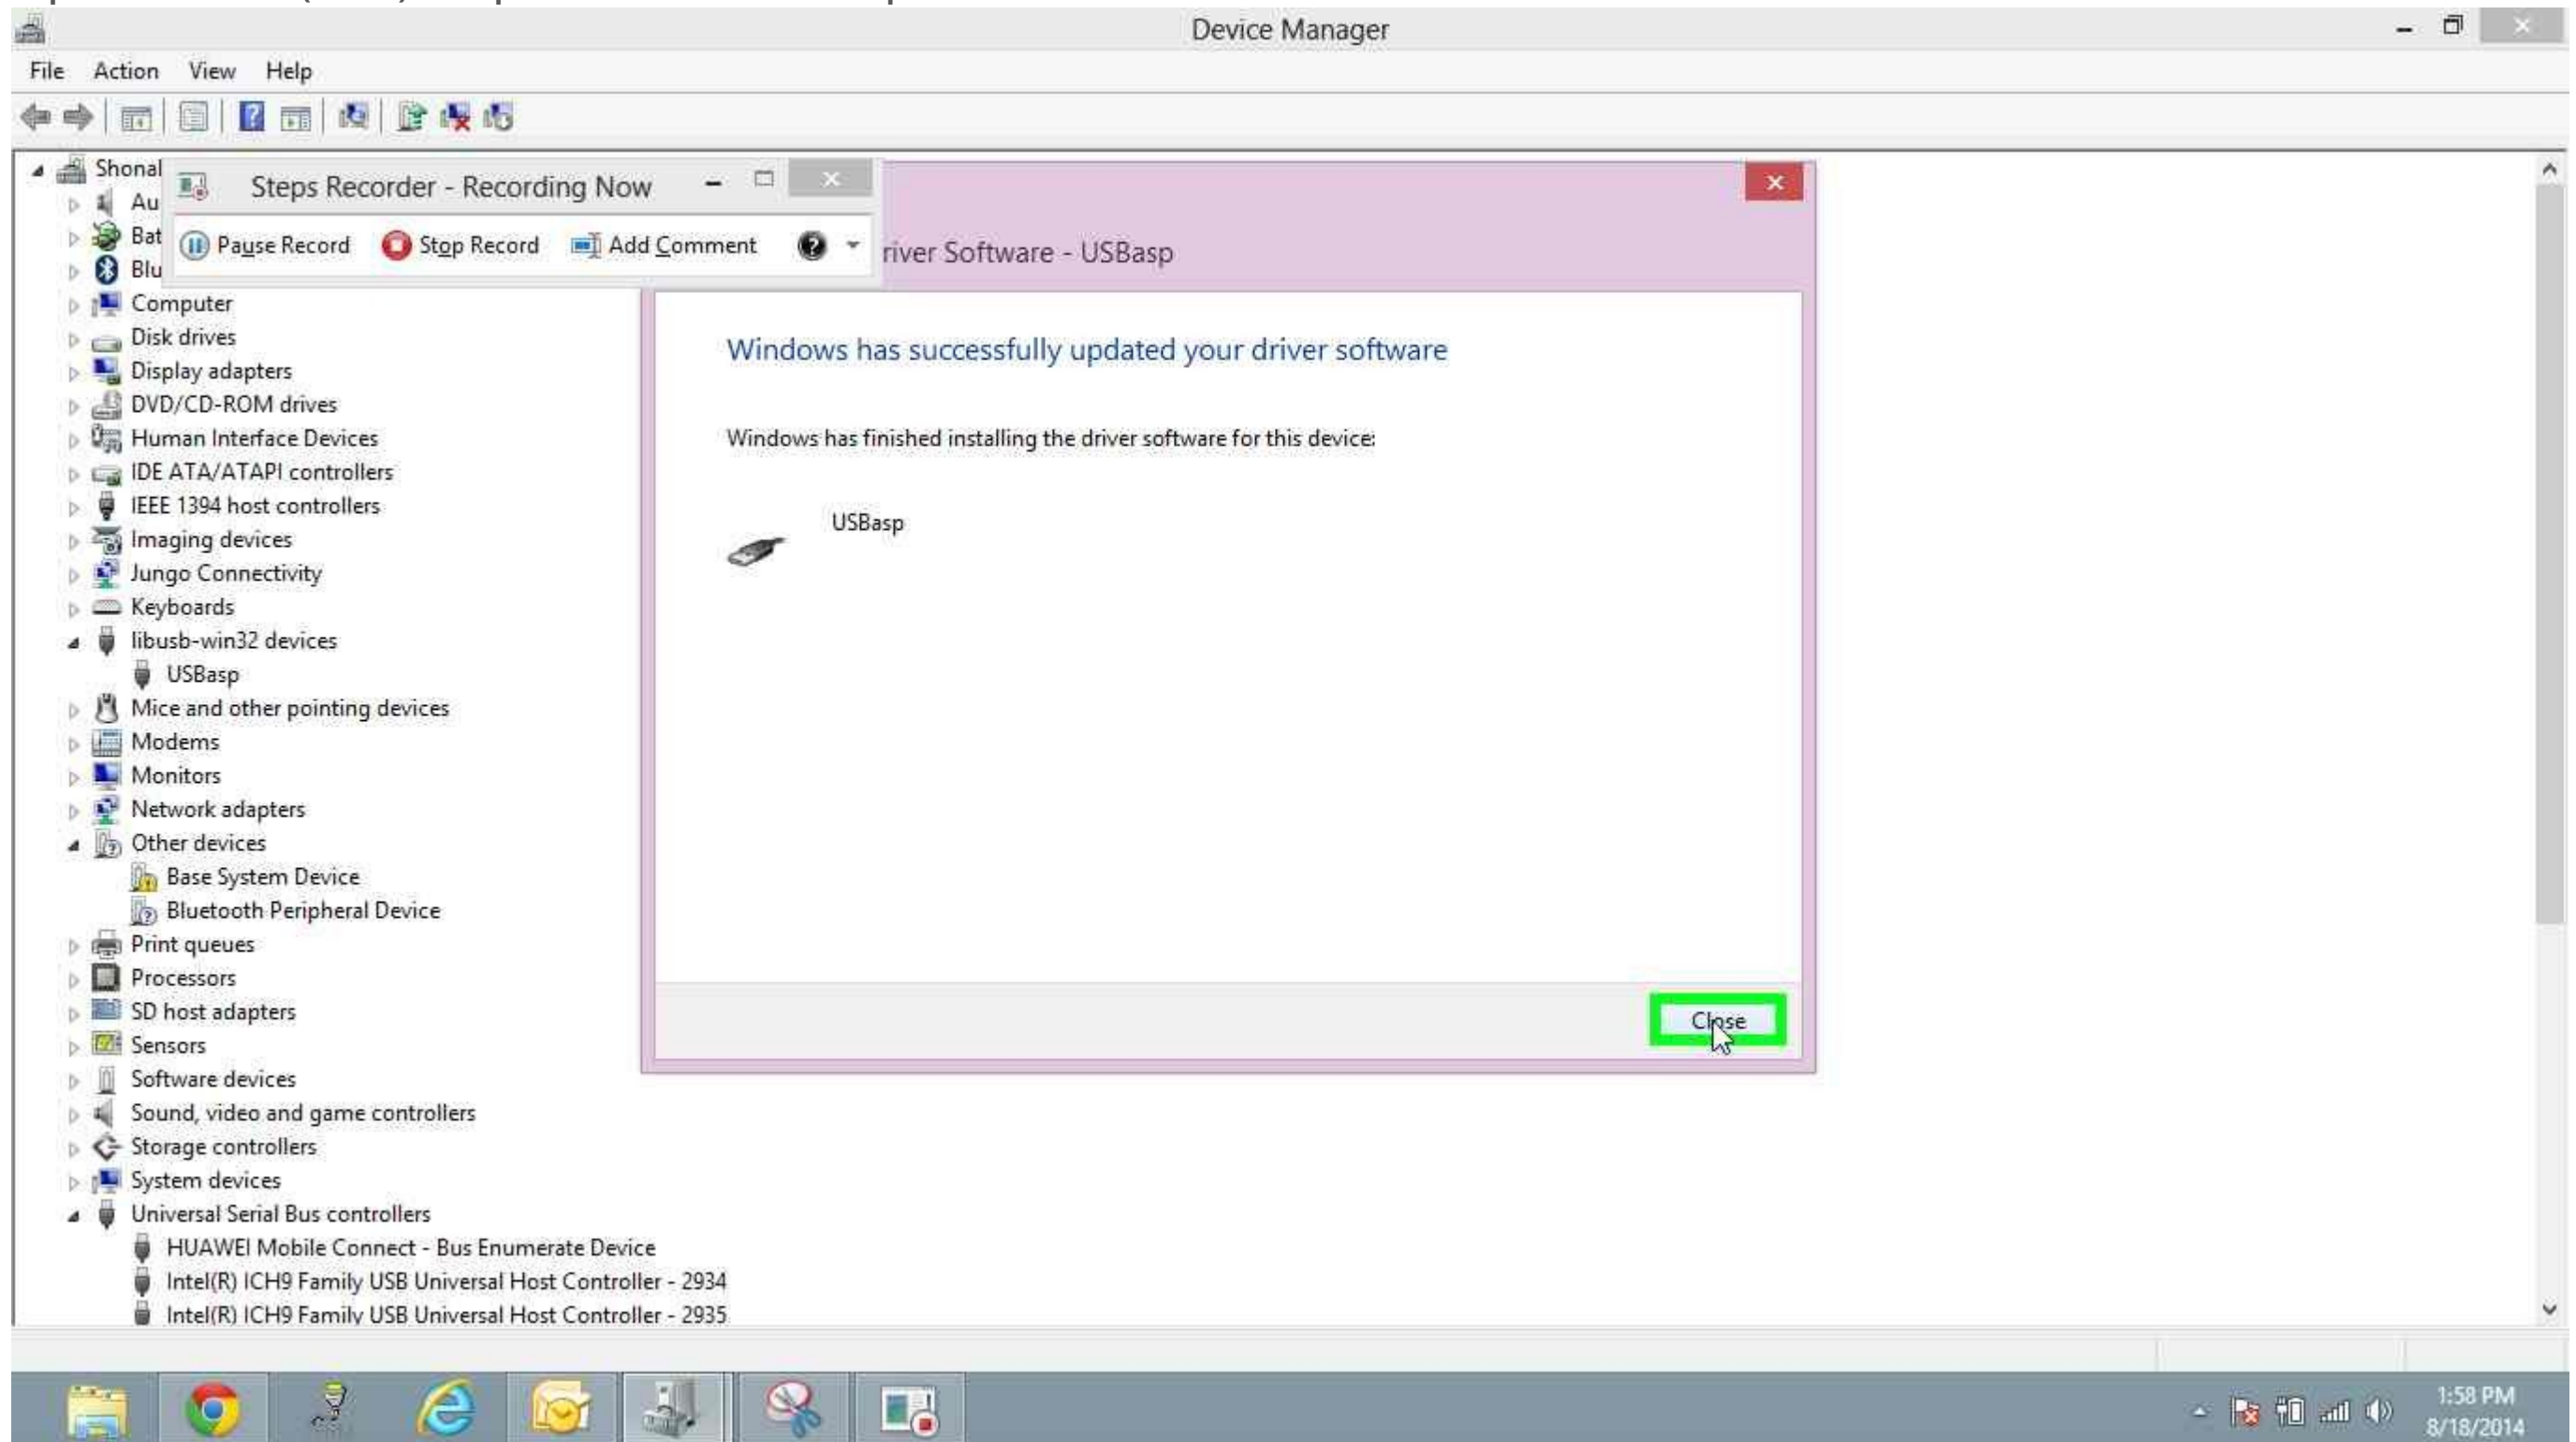 Device Manager
File Action View Help
Shonal
Steps Recorder - Recording Now
Au
Bat
Pause Record Stop Record Add Comment
river Software - USBasp
Blu
Computer
Disk drives
Display adapters
DVD/CD-ROM drives
Human Interface Devices
IDE ATA/ATAPI controllers
IEEE 1394 host controllers
Imaging devices
Jungo Connectivity
Keyboards
libusb-win32 devices
USBasp
Mice and other pointing devices
Modems
Monitors
Network adapters
Other devices
Base System Device
Bluetooth Peripheral Device
Print queues
Processors
SD host adapters
Sensors
Software devices
Sound, video and game controllers
Storage controllers
System devices
Universal Serial Bus controllers
HUAWEI Mobile Connect - Bus Enumerate Device
Intel(R) ICH9 Family USB Universal Host Controller - 2934
Intel(R) ICH9 Family USB Universal Host Controller - 2935
Windows has successfully updated your driver software
Windows has finished installing the driver software for this device:
USBasp
Close
1:58 PM
8/18/2014